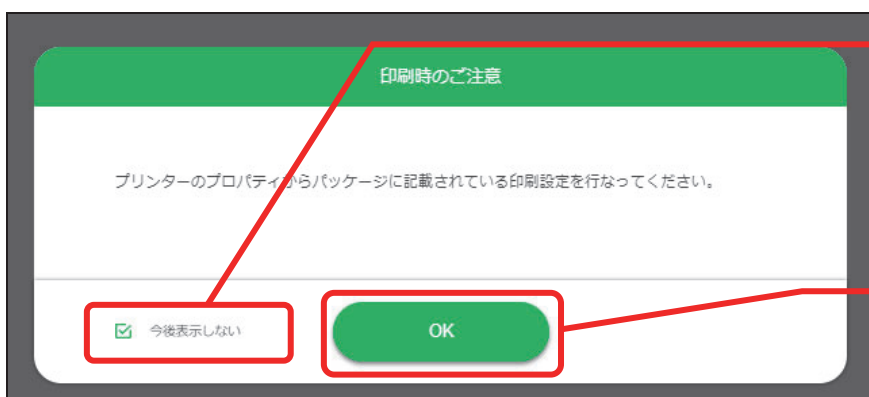 印刷時のご注意
プリンターのプロパティからパッケージに記載されている印刷設定を行なってください。
今後表示しない
OK